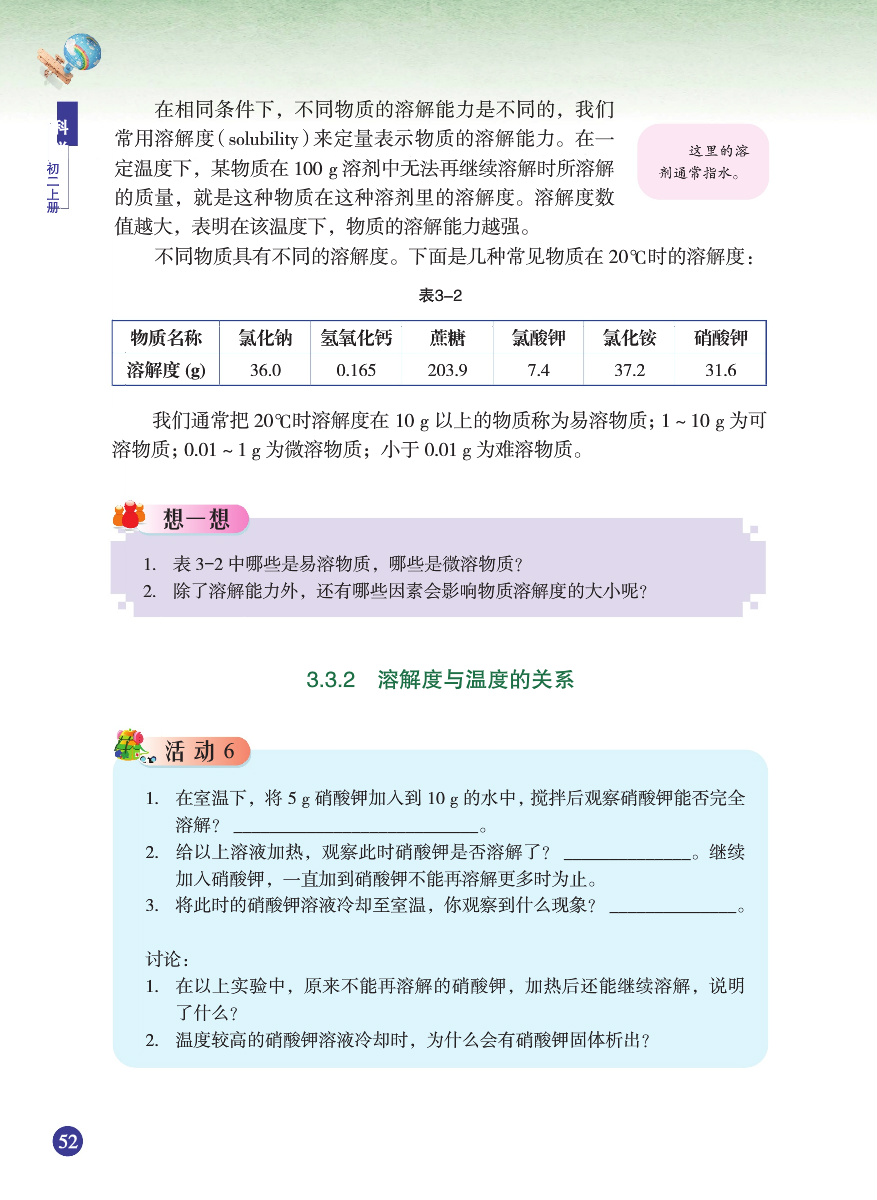 科
初二上册
在相同条件下，不同物质的溶解能力是不同的，我们
常用溶解度（solubility）来定量表示物质的溶解能力。在一
定温度下，某物质在 100 g 溶剂中无法再继续溶解时所溶解
的质量，就是这种物质在这种溶剂里的溶解度。溶解度数
值越大，表明在该温度下，物质的溶解能力越强。
这里的溶
剂通常指水。
不同物质具有不同的溶解度。下面是几种常见物质在 20℃时的溶解度：
表3–2
物质名称 氯化钠 氢氧化钙 蔗糖 氯酸钾 氯化铵 硝酸钾
溶解度 (g) 36.0 0.165 203.9 7.4 37.2 31.6
我们通常把 20℃时溶解度在 10 g 以上的物质称为易溶物质；1 ~ 10 g 为可
溶物质；0.01 ~ 1 g 为微溶物质；小于 0.01 g 为难溶物质。
想一想
1. 表 3–2 中哪些是易溶物质，哪些是微溶物质？
2. 除了溶解能力外，还有哪些因素会影响物质溶解度的大小呢？
3.3.2 溶解度与温度的关系
活动 6
1. 在室温下，将 5 g 硝酸钾加入到 10 g 的水中，搅拌后观察硝酸钾能否完全
溶解？ ___________________________。
2. 给以上溶液加热，观察此时硝酸钾是否溶解了？ ______________。继续
加入硝酸钾，一直加到硝酸钾不能再溶解更多时为止。
3. 将此时的硝酸钾溶液冷却至室温，你观察到什么现象？ ______________。
讨论：
1. 在以上实验中，原来不能再溶解的硝酸钾，加热后还能继续溶解，说明
了什么？
2. 温度较高的硝酸钾溶液冷却时，为什么会有硝酸钾固体析出？
52